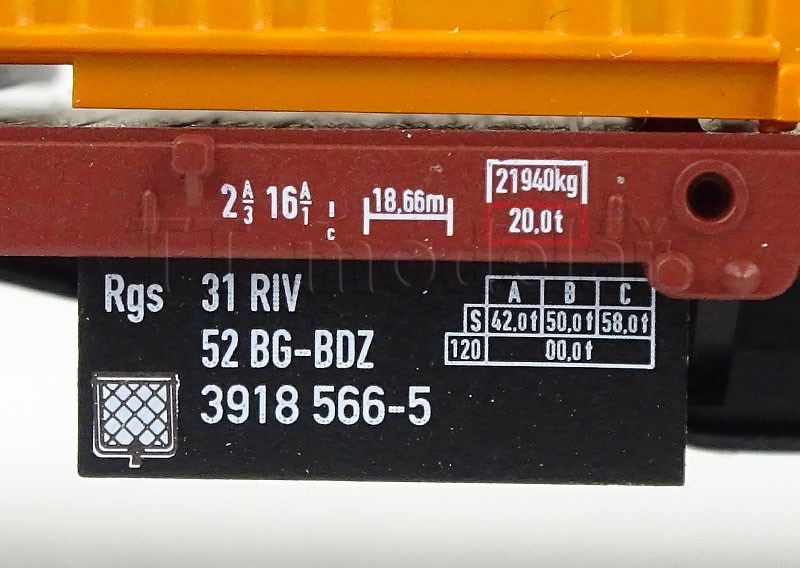 2 A/3 16 A/1 B C 18,66m 21940kg
20,0t
Rgs 31 RIV
52 BG-BDZ
3918 566-5
A B C
S 42.0t 50,0t 58,0t
120 00.0t